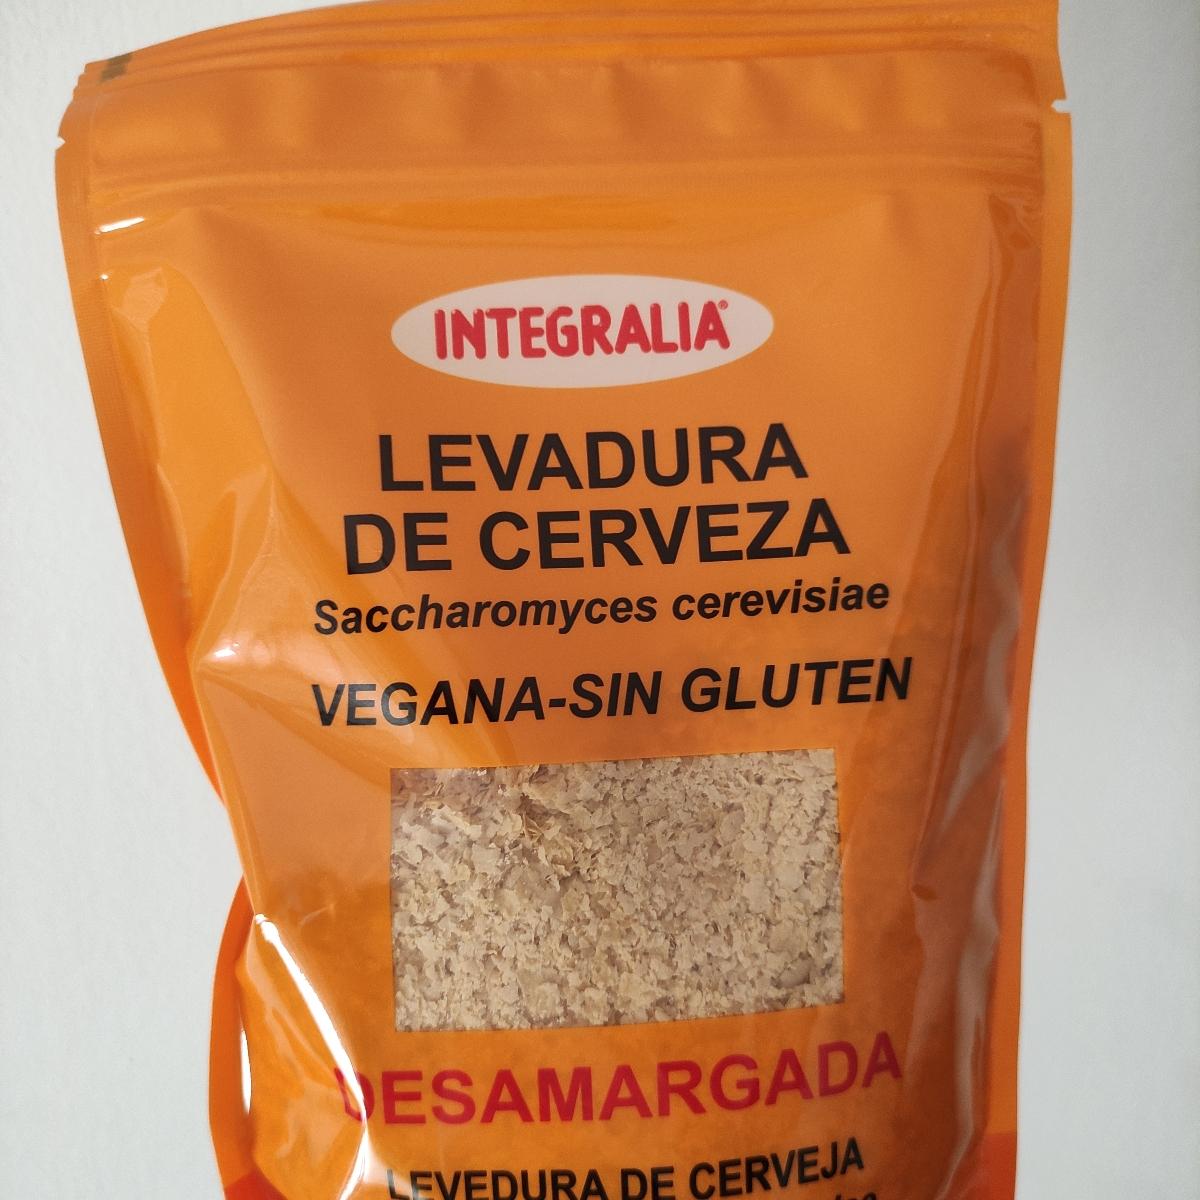 INTEGRALIA®
LEVADURA
DE CERVEZA
Saccharomyces cerevisiae
VEGANA-SIN GLUTEN
DESAMARGADA
LEVEDURA DE CERVEJA